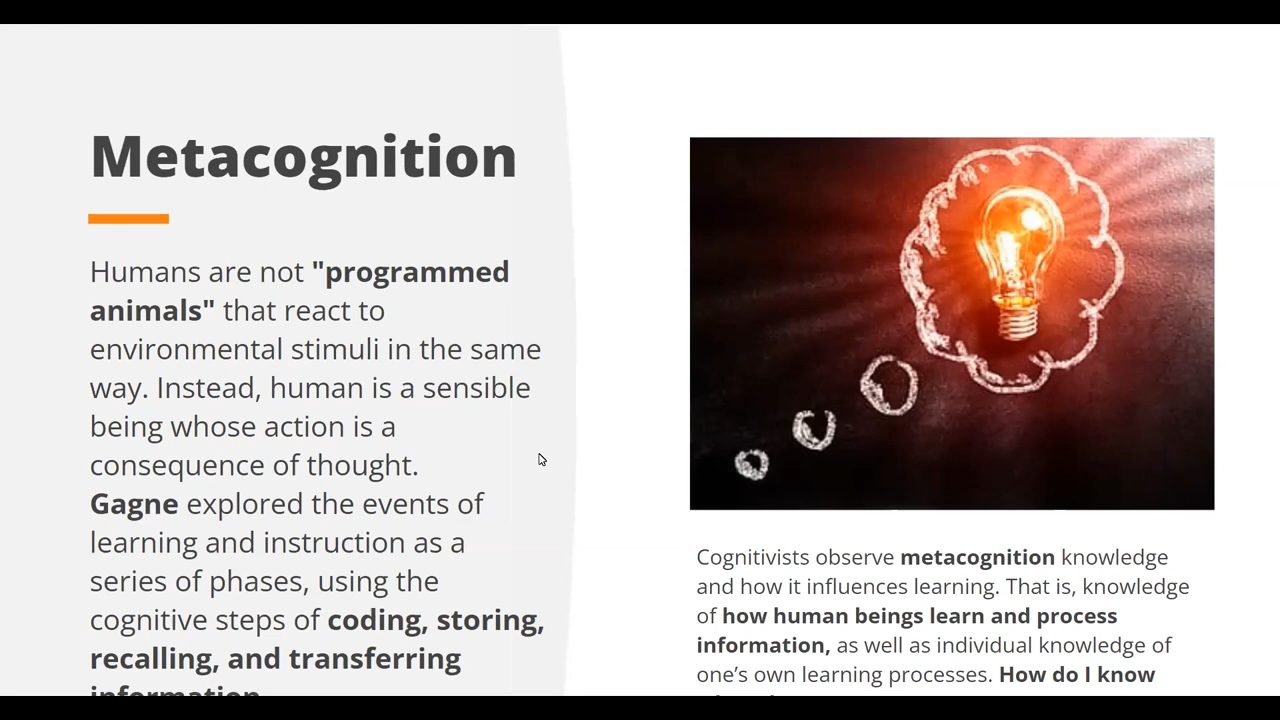 Metacognition
Humans are not "programmed
animals" that react to
environmental stimuli in the same
way. Instead, human is a sensible
being whose action is a
consequence of thought.
Gagne explored the events of
learning and instruction as a
series of phases, using the
cognitive steps of coding, storing,
recalling, and transferring
information.
Cognitivists observe metacognition knowledge
and how it influences learning. That is, knowledge
of how human beings learn and process
information, as well as individual knowledge of
one’s own learning processes. How do I know